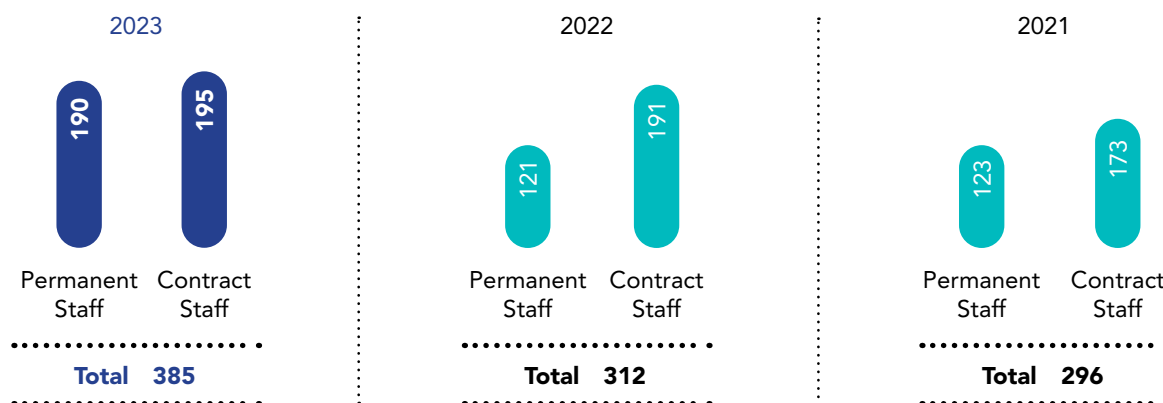 2023
190
195
Permanent Staff
Contract Staff
Total 385
2022
121
191
Permanent Staff
Contract Staff
Total 312
2021
123
173
Permanent Staff
Contract Staff
Total 296